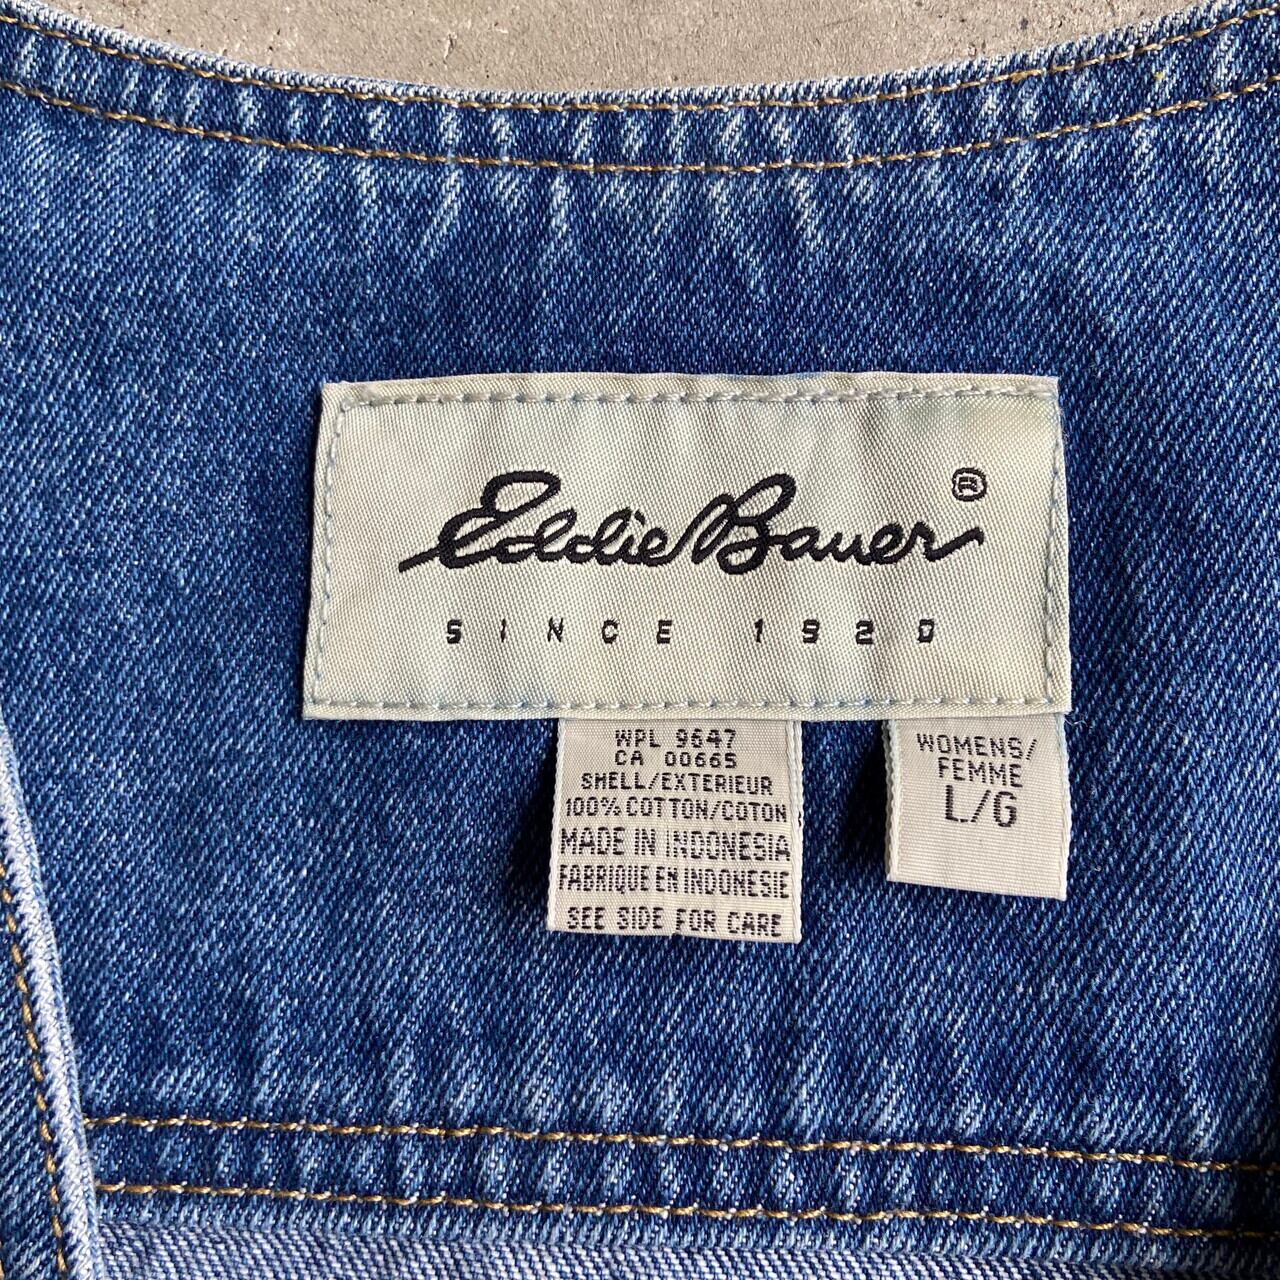 Eddie Bauer®
SINCE 1920
WPL 9647
CA 00665
SHELL/EXTERIEUR
100% COTTON/COTON
MADE IN INDONESIA
FABRIQUE EN INDONESIE
SEE SIDE FOR CARE
WOMENS/
FEMME
L/G